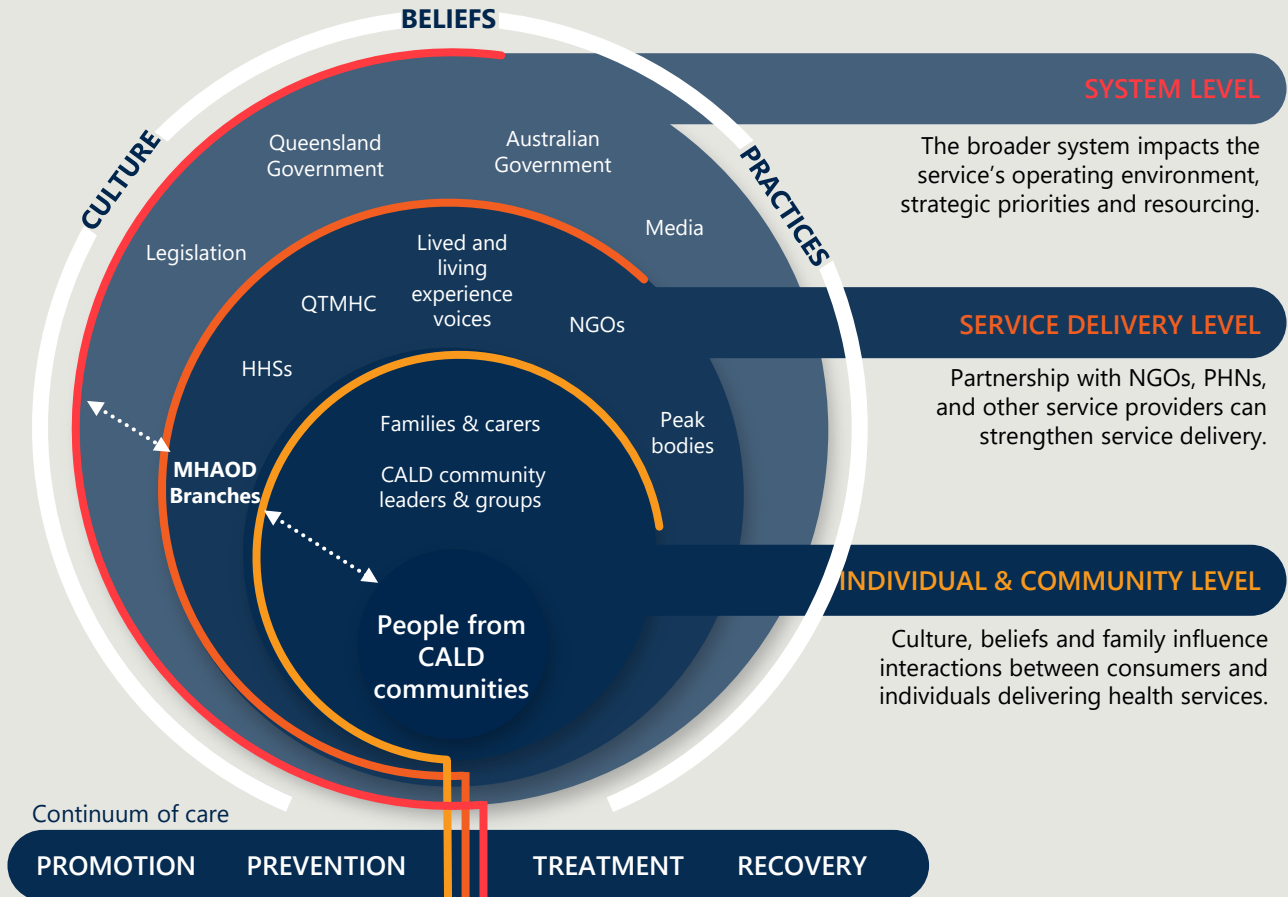 BELIEFS
CULTURE
PRACTICES
SYSTEM LEVEL
The broader system impacts the
service's operating environment,
strategic priorities and resourcing.
Queensland
Government
Australian
Government
Legislation
Media
SERVICE DELIVERY LEVEL
Partnership with NGOs, PHNs,
and other service providers can
strengthen service delivery.
Lived and
living
experience
voices
QTMHC
NGOs
HHSs
Peak
bodies
MHAOD
Branches
INDIVIDUAL & COMMUNITY LEVEL
Culture, beliefs and family influence
interactions between consumers and
individuals delivering health services.
Families & carers
CALD community
leaders & groups
People from
CALD
communities
Continuum of care
PROMOTION PREVENTION TREATMENT RECOVERY